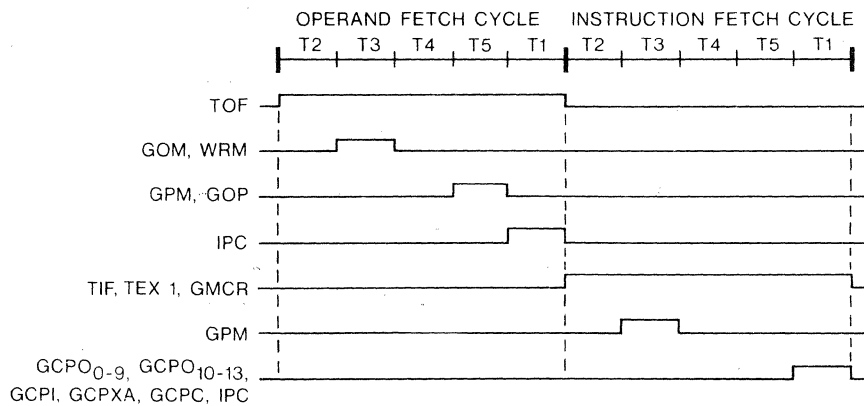 OPERAND FETCH CYCLE INSTRUCTION FETCH CYCLE
T2 T3 T4 T5 T1 T2 T3 T4 T5 T1
TOF
GOM, WRM
GPM, GOP
IPC
TIF, TEX 1, GMCR
GPM
GCPO0-9, GCPO10-13,
GCPI, GCPXA, GCPC, IPC